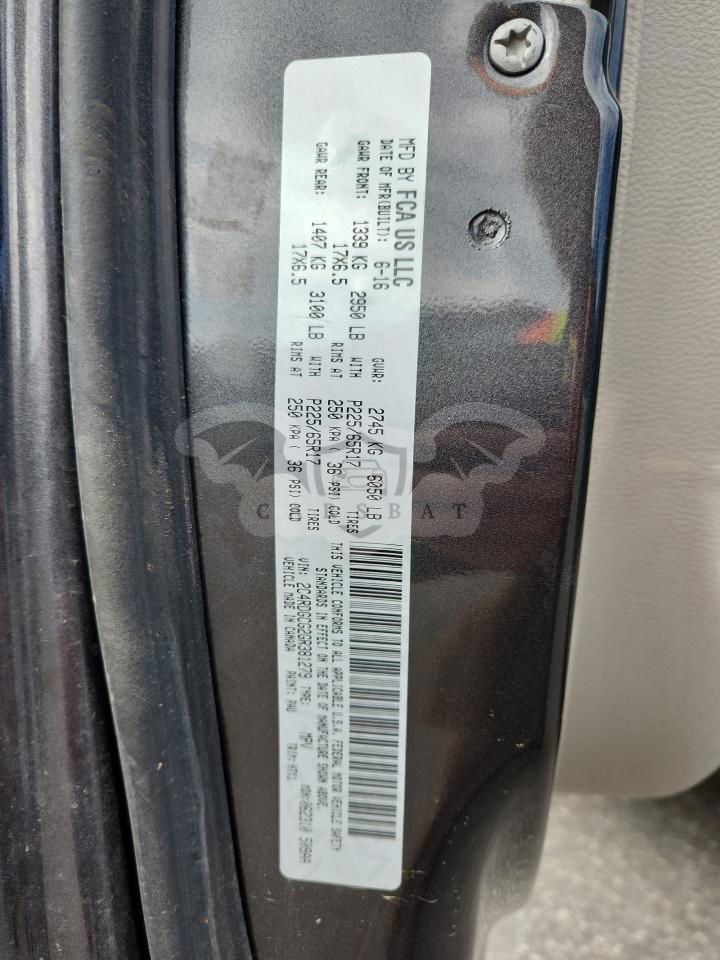 MFD BY FCA US LLC
DATE OF MFR(BUILT): 6-16 GVWR: 2745 KG 6050 LB
GAWR FRONT: 1339 KG 2950 LB WITH P225/65R17 TIRES
17X6.5 RIMS AT 250 KPA ( 36 PSI) COLD
GAWR REAR: 1407 KG 3100 LB WITH P225/65R17 TIRES
17X6.5 RIMS AT 250 KPA ( 36 PSI) COLD
THIS VEHICLE CONFORMS TO ALL APPLICABLE U.S.A. FEDERAL MOTOR VEHICLE SAFETY
STANDARDS IN EFFECT ON THE DATE OF MANUFACTURE SHOWN ABOVE.
VIN: 2C4RDGCG2GR381279 TYPE: MPV
VEHICLE MADE IN CANADA PAINT: PAU TRIM: